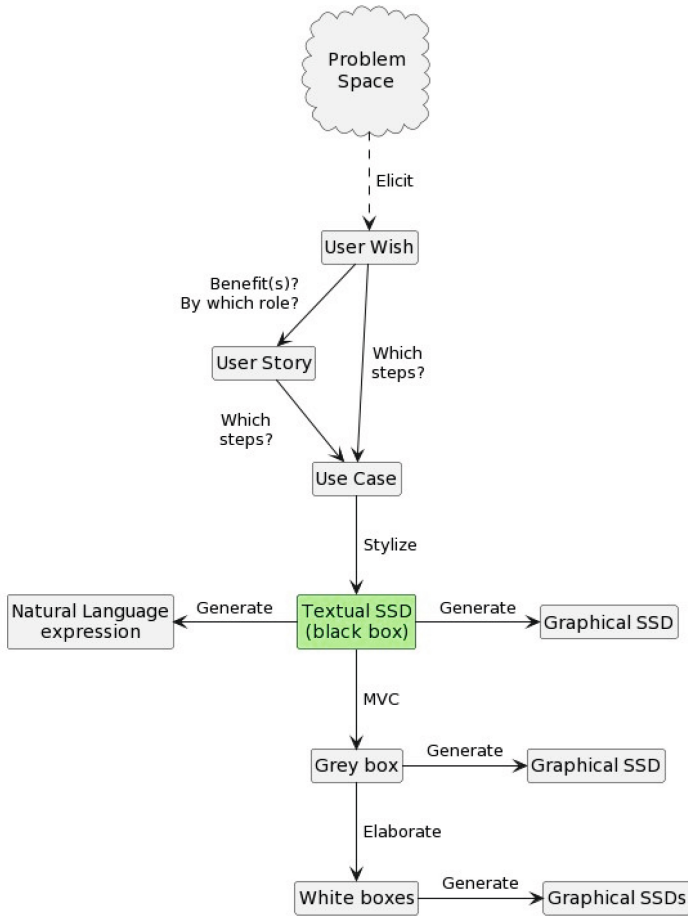 Problem
Space
Elicit
User Wish
Benefit(s)?
By which role?
Which
steps?
User Story
Which
steps?
Use Case
Stylize
Natural Language
expression
Generate
Textual SSD
(black box)
Generate
Graphical SSD
MVC
Grey box
Generate
Graphical SSD
Elaborate
White boxes
Generate
Graphical SSDs